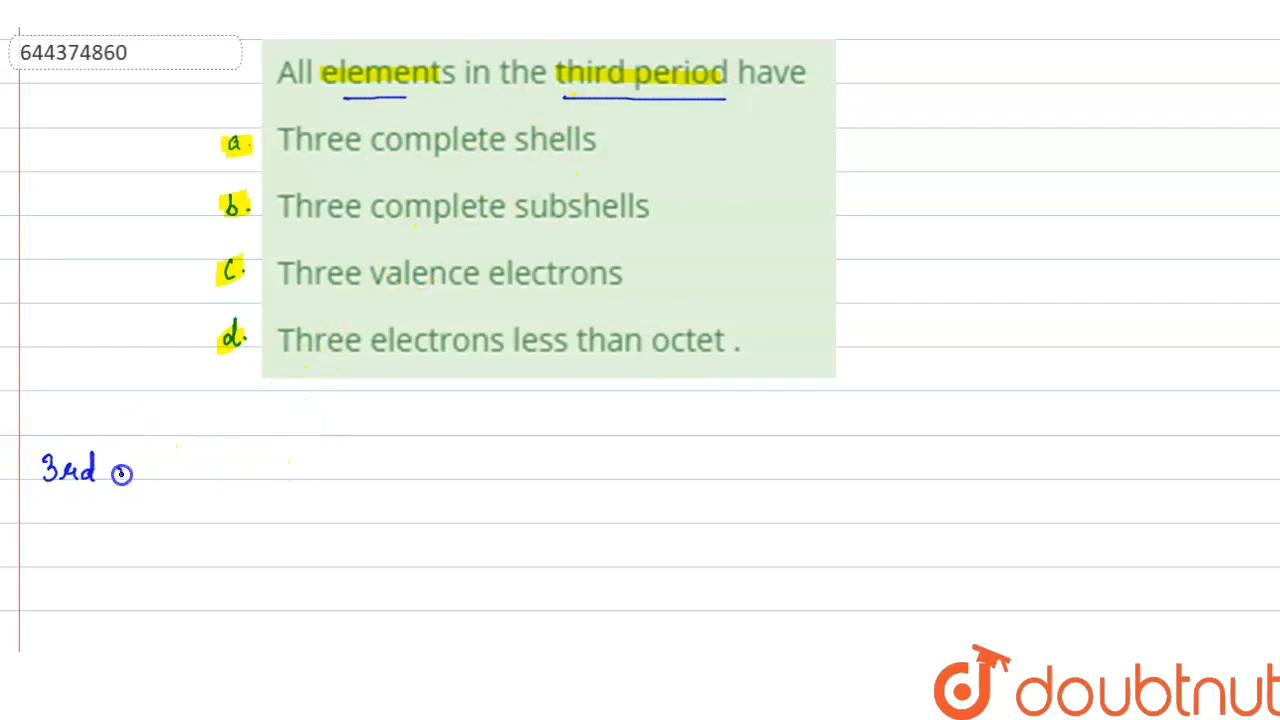 644374860
All elements in the third period have
a. Three complete shells
b. Three complete subshells
c. Three valence electrons
d. Three electrons less than octet .
3rd
doubtnut